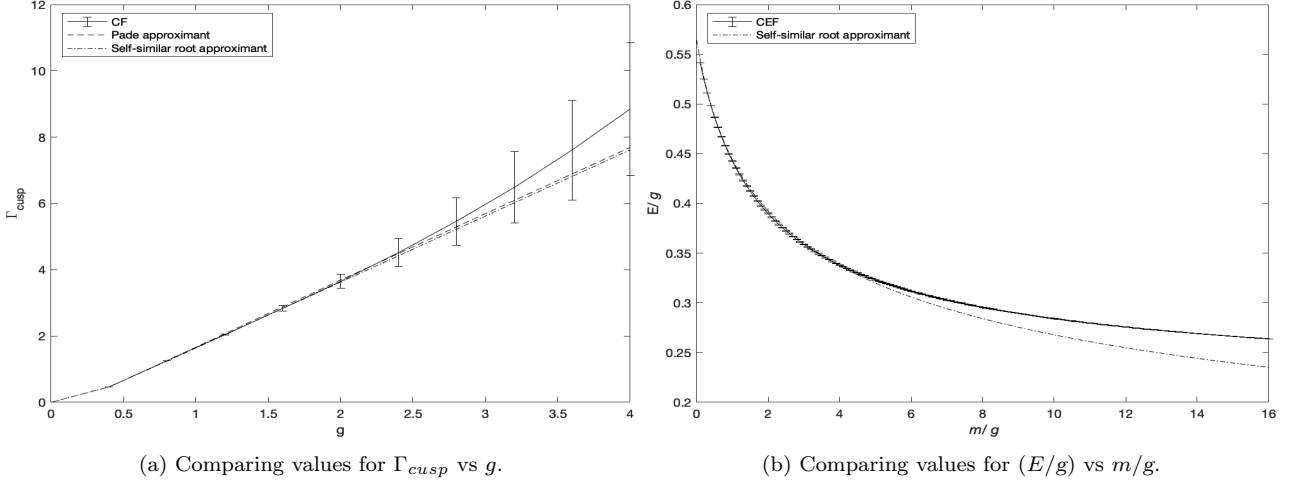 12
10
8
6
4
2
0
Γcusp
CF
Pade approximant
Self-similar root approximant
0 0.5 1 1.5 2 2.5 3 3.5 4
g
(a) Comparing values for Γcusp vs g.
0.6
0.55
0.5
0.45
0.4
0.35
0.3
0.25
0.2
E/g
CEF
Self-similar root approximant
0 2 4 6 8 10 12 14 16
m/g
(b) Comparing values for (E/g) vs m/g.